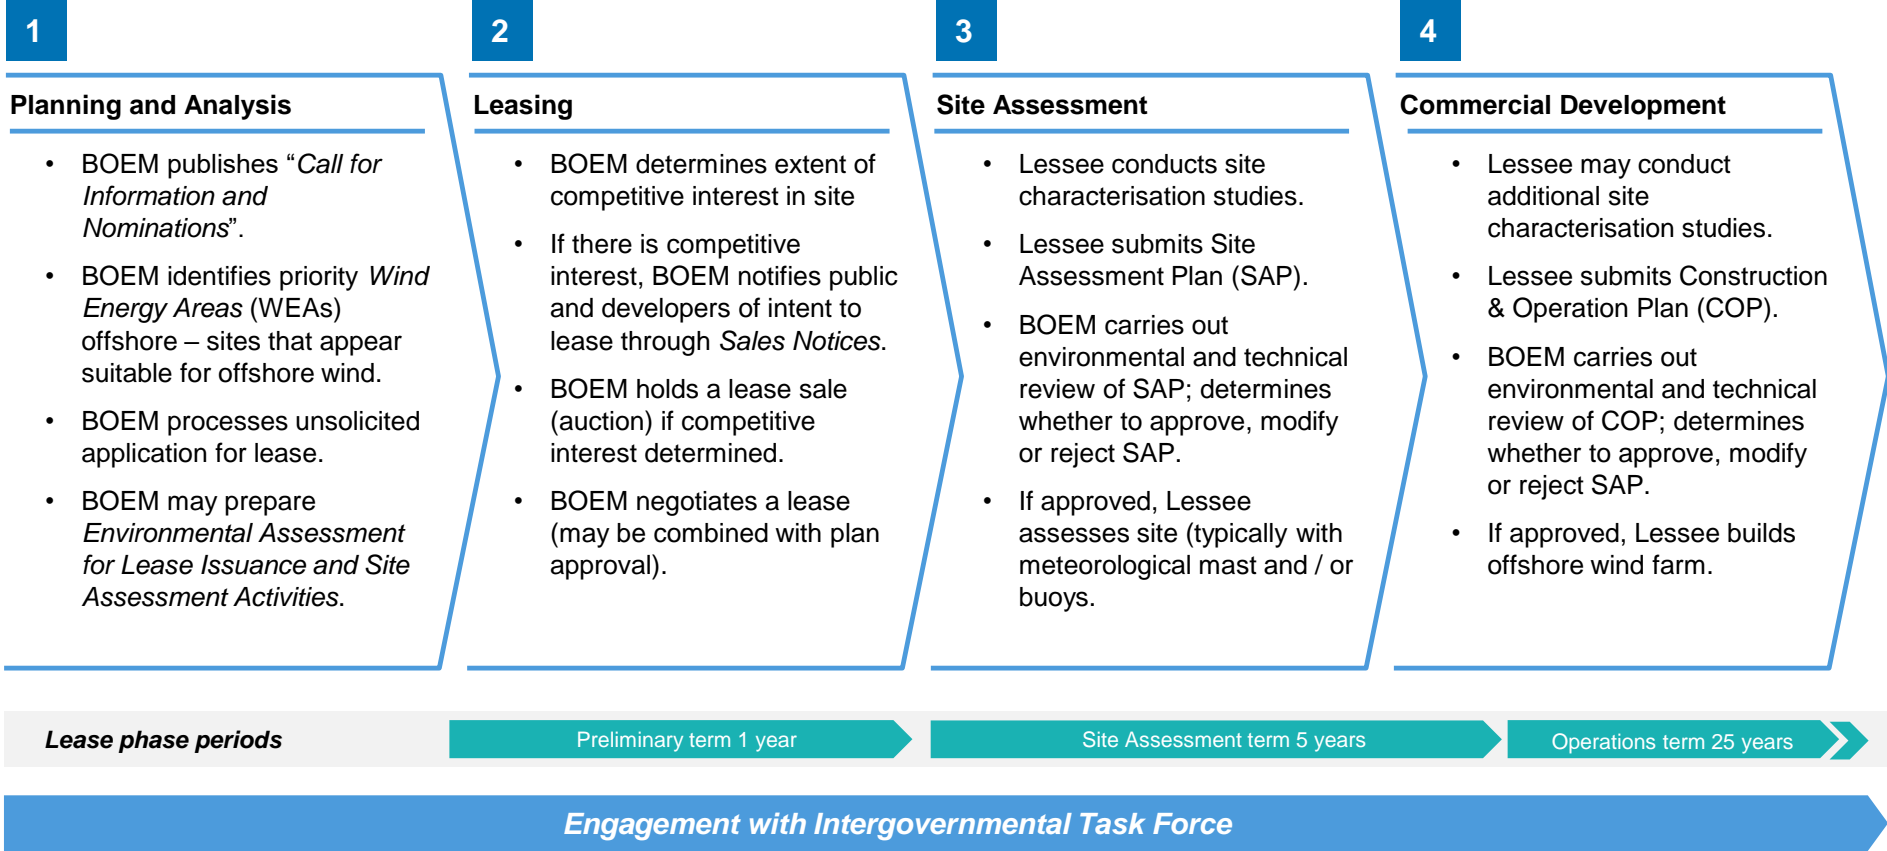 1
Planning and Analysis
• BOEM publishes “Call for
Information and
Nominations”.
• BOEM identifies priority Wind
Energy Areas (WEAs)
offshore – sites that appear
suitable for offshore wind.
• BOEM processes unsolicited
application for lease.
• BOEM may prepare
Environmental Assessment
for Lease Issuance and Site
Assessment Activities.
2
Leasing
• BOEM determines extent of
competitive interest in site
• If there is competitive
interest, BOEM notifies public
and developers of intent to
lease through Sales Notices.
• BOEM holds a lease sale
(auction) if competitive
interest determined.
• BOEM negotiates a lease
(may be combined with plan
approval).
3
Site Assessment
• Lessee conducts site
characterisation studies.
• Lessee submits Site
Assessment Plan (SAP).
• BOEM carries out
environmental and technical
review of SAP; determines
whether to approve, modify
or reject SAP.
• If approved, Lessee
assesses site (typically with
meteorological mast and / or
buoys.
4
Commercial Development
• Lessee may conduct
additional site
characterisation studies.
• Lessee submits Construction
& Operation Plan (COP).
• BOEM carries out
environmental and technical
review of COP; determines
whether to approve, modify
or reject SAP.
• If approved, Lessee builds
offshore wind farm.
Lease phase periods
Preliminary term 1 year
Site Assessment term 5 years
Operations term 25 years
Engagement with Intergovernmental Task Force